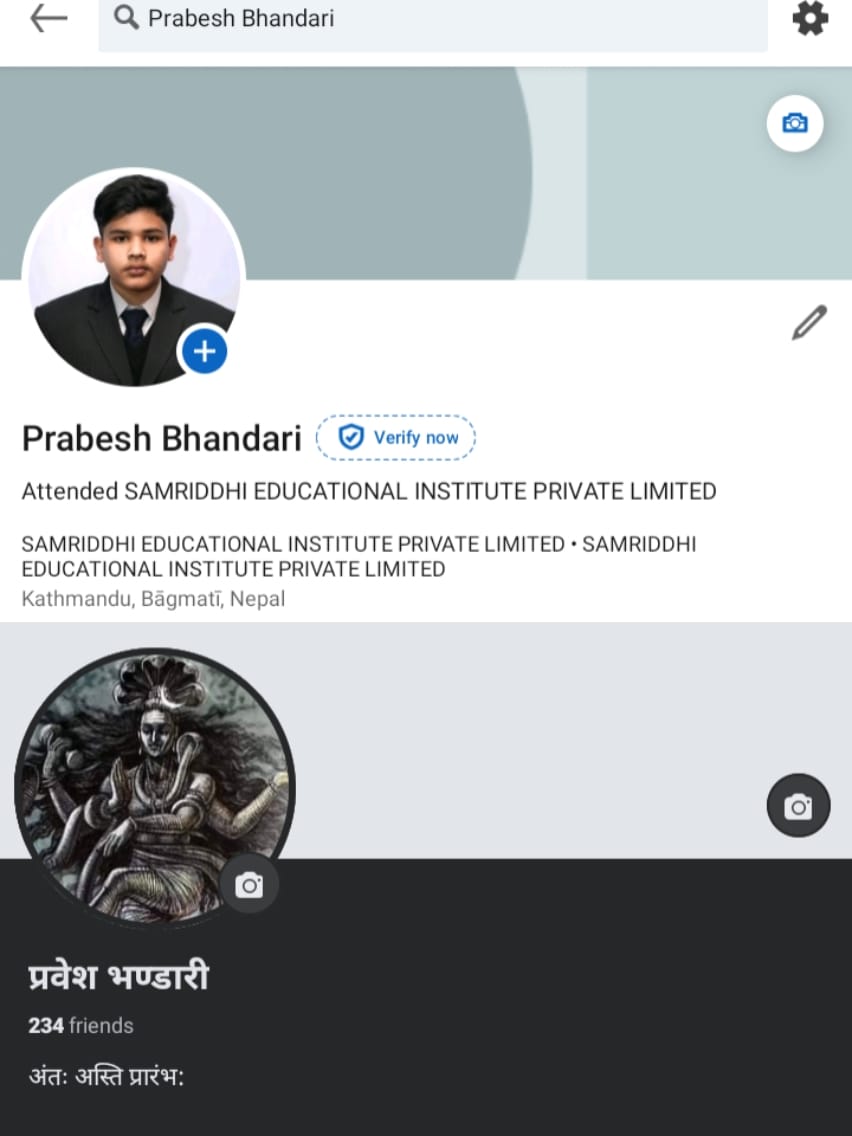 Prabesh Bhandari
Prabesh Bhandari
Verify now
Attended SAMRIDDHI EDUCATIONAL INSTITUTE PRIVATE LIMITED
SAMRIDDHI EDUCATIONAL INSTITUTE PRIVATE LIMITED • SAMRIDDHI
EDUCATIONAL INSTITUTE PRIVATE LIMITED
Kathmandu, Bāgmatī, Nepal
प्रवेश भण्डारी
234 friends
अंतः अस्ति प्रारंभ: